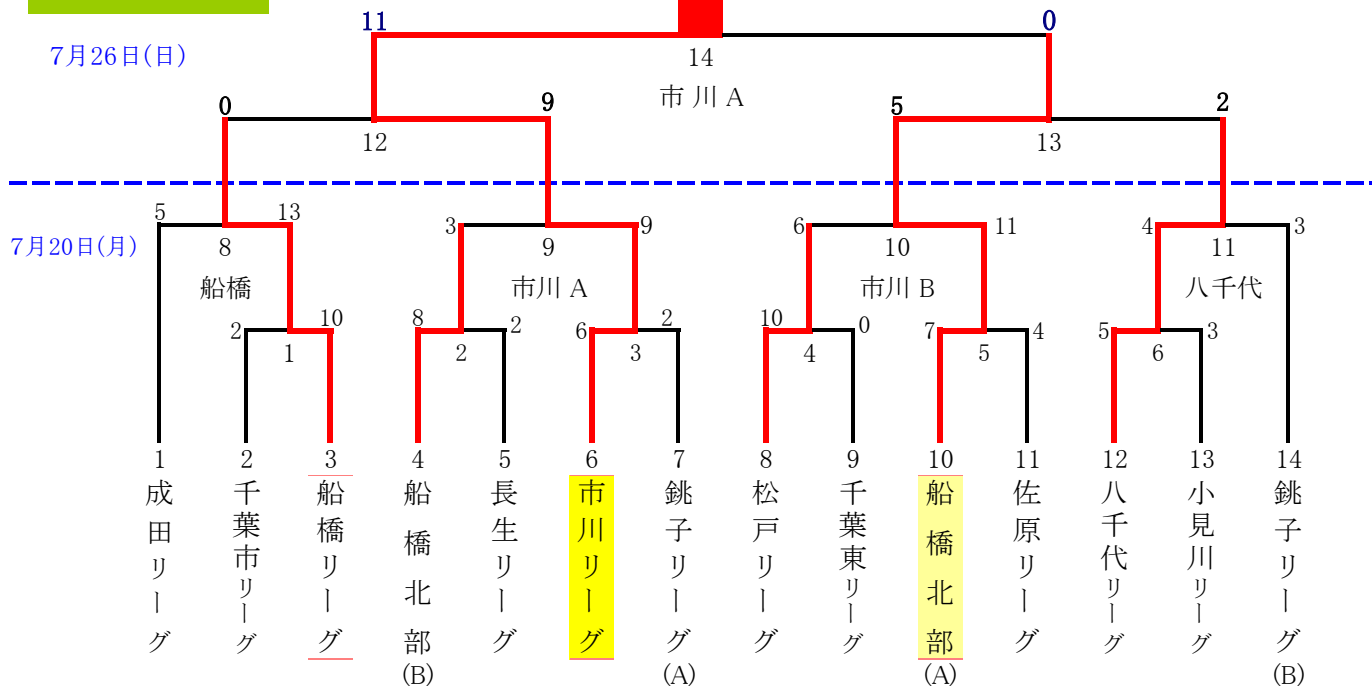 11 0
7月26日(日)
14
市川A
0 9 5 2
12 13
5 13 3 9 6 11 4 3
7月20日(月)
8 9 10 11
船橋 市川A 市川B 八千代
2 10 8 2 6 2 10 0 7 4 5 3
1 2 3 4 5 6
1 2 3 4 5 6 7 8 9 10 11 12 13 14
成田リーグ
千葉市リーグ
船橋リーグ
船橋北部(B)
長生リーグ
市川リーグ
銚子リーグ(A)
松戸リーグ
千葉東リーグ
船橋北部(A)
佐原リーグ
八千代リーグ
小見川リーグ
銚子リーグ(B)